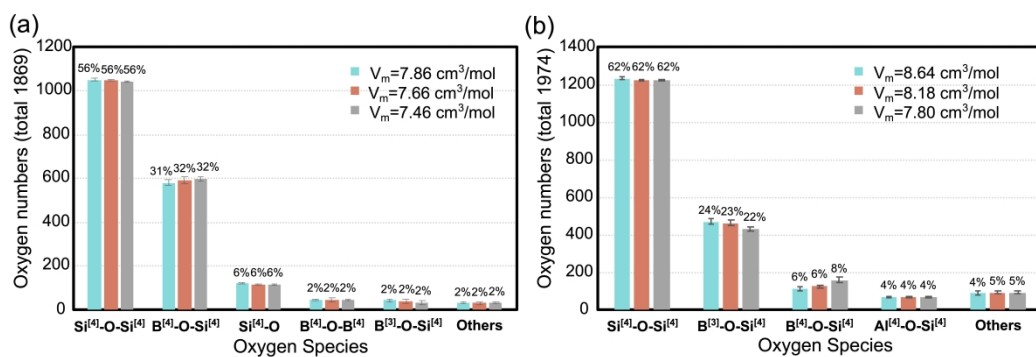 (a)
Oxygen numbers (total 1869)
1200
1000
800
600
400
200
0
56% 56% 56%
31% 32% 32%
6% 6% 6%
2% 2% 2%
2% 2% 2%
2% 2% 2%
Vm=7.86 cm³/mol
Vm=7.66 cm³/mol
Vm=7.46 cm³/mol
Si[4]-O-Si[4] B[4]-O-Si[4] Si[4]-O B[4]-O-B[4] B[3]-O-Si[4] Others
Oxygen Species
(b)
Oxygen numbers (total 1974)
1400
1200
1000
800
600
400
200
0
62% 62% 62%
24% 23% 22%
6% 6% 8%
4% 4% 4%
4% 5% 5%
Vm=8.64 cm³/mol
Vm=8.18 cm³/mol
Vm=7.80 cm³/mol
Si[4]-O-Si[4] B[3]-O-Si[4] B[4]-O-Si[4] Al[4]-O-Si[4] Others
Oxygen Species